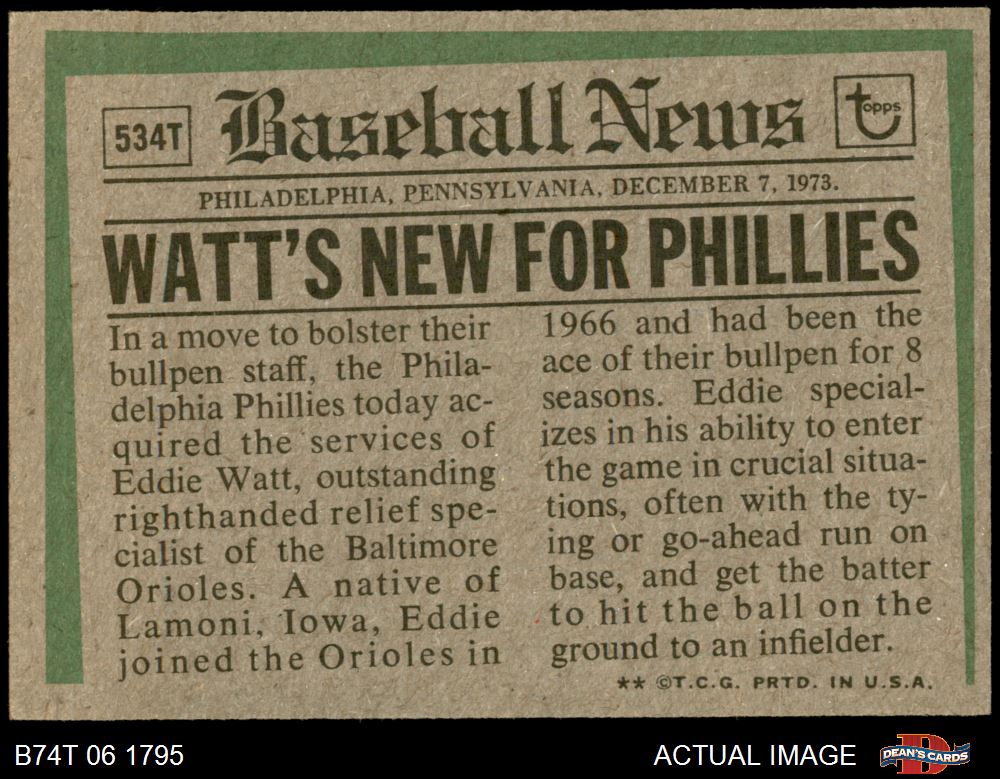 534T
Baseball News
topps
PHILADELPHIA, PENNSYLVANIA, DECEMBER 7, 1973.
WATT'S NEW FOR PHILLIES
In a move to bolster their
bullpen staff, the Phila-
delphia Phillies today ac-
quired the services of
Eddie Watt, outstanding
righthanded relief spe-
cialist of the Baltimore
Orioles. A native of
Lamoni, Iowa, Eddie
joined the Orioles in
1966 and had been the
ace of their bullpen for 8
seasons. Eddie special-
izes in his ability to enter
the game in crucial situa-
tions, often with the ty-
ing or go-ahead run on
base, and get the batter
to hit the ball on the
ground to an infielder.
** ©T.C.G. PRTD. IN U.S.A.
B74T 06 1795
ACTUAL IMAGE
DEAN'S CARDS